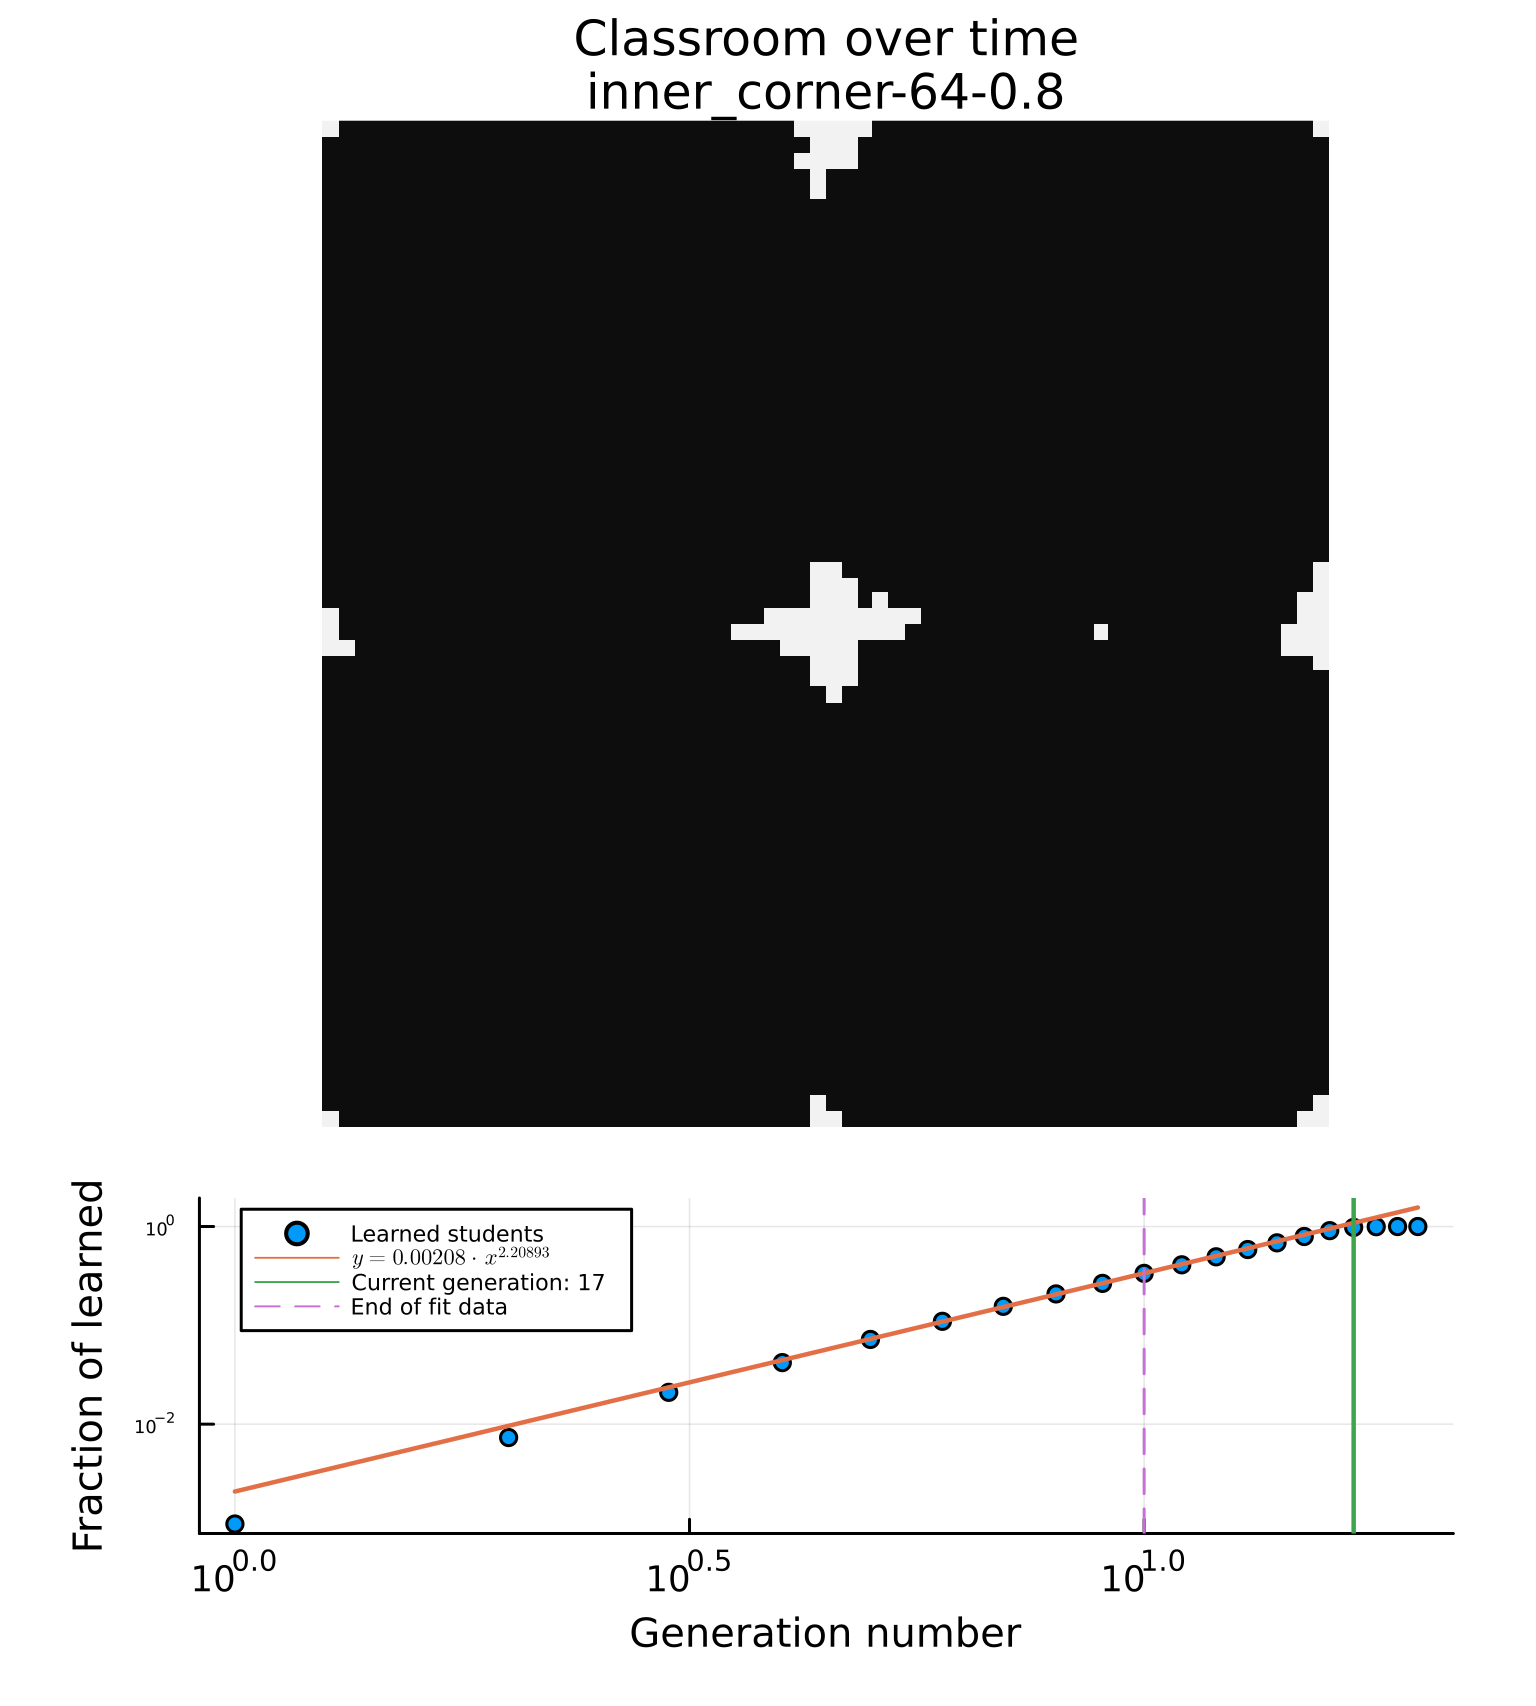 Classroom over time
inner_corner-64-0.8
Fraction of learned
10^0
10^−2
Learned students
y = 0.00208 · x^2.20893
Current generation: 17
End of fit data
10^0.0
10^0.5
10^1.0
Generation number